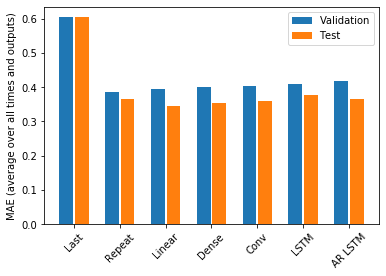 MAE (average over all times and outputs)
0.6
0.5
0.4
0.3
0.2
0.1
0.0
Validation
Test
Last
Repeat
Linear
Dense
Conv
LSTM
AR LSTM